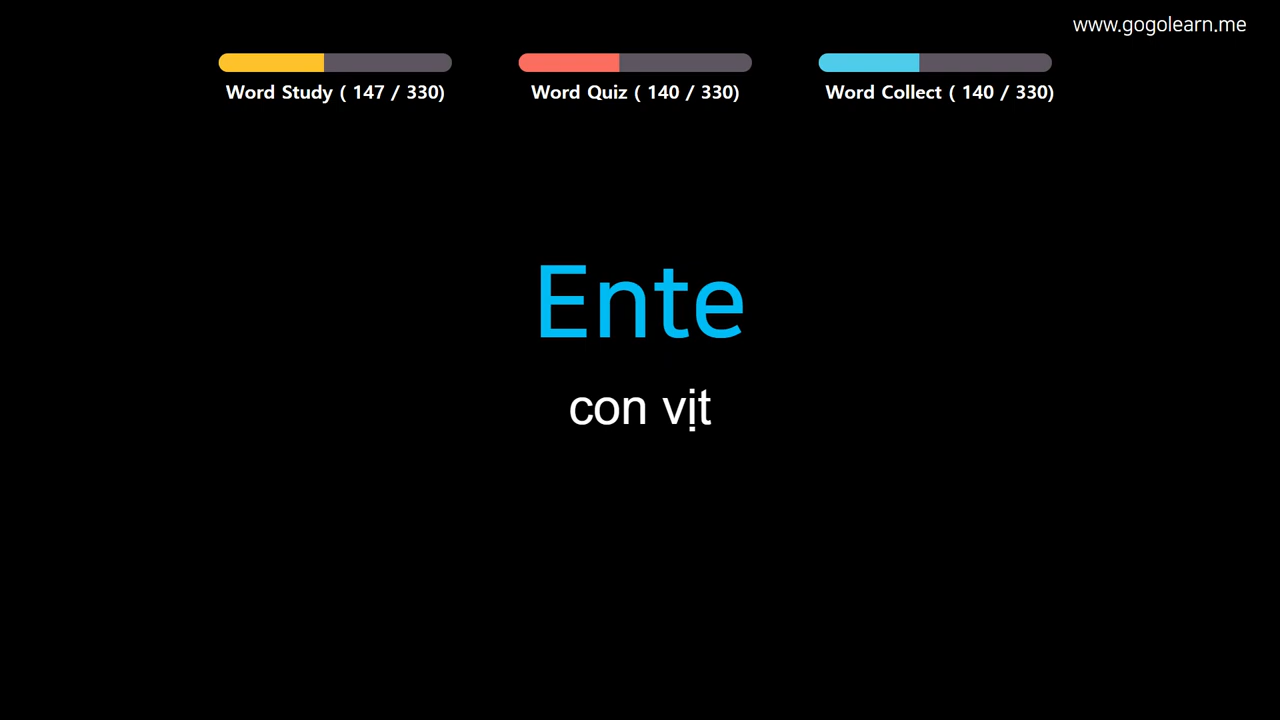 www.gogolearn.me
Word Study ( 147 / 330)
Word Quiz ( 140 / 330)
Word Collect ( 140 / 330)
Ente
con vịt